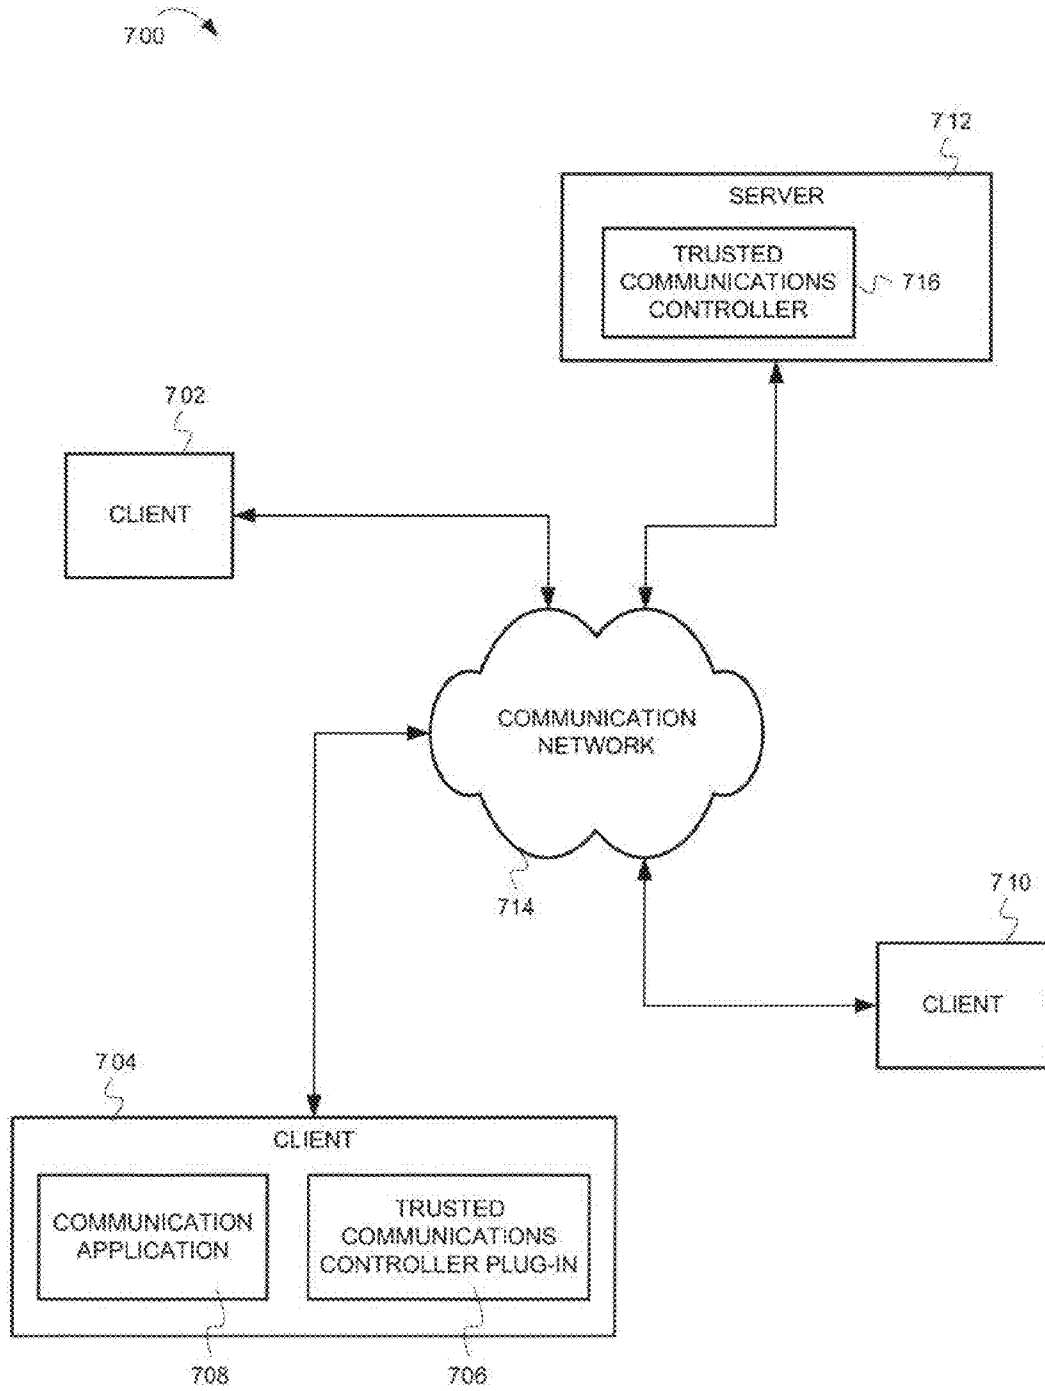 700
712
SERVER
TRUSTED
COMMUNICATIONS
CONTROLLER
716
702
CLIENT
COMMUNICATION
NETWORK
714
710
CLIENT
704
CLIENT
COMMUNICATION
APPLICATION
TRUSTED
COMMUNICATIONS
CONTROLLER PLUG-IN
708
706